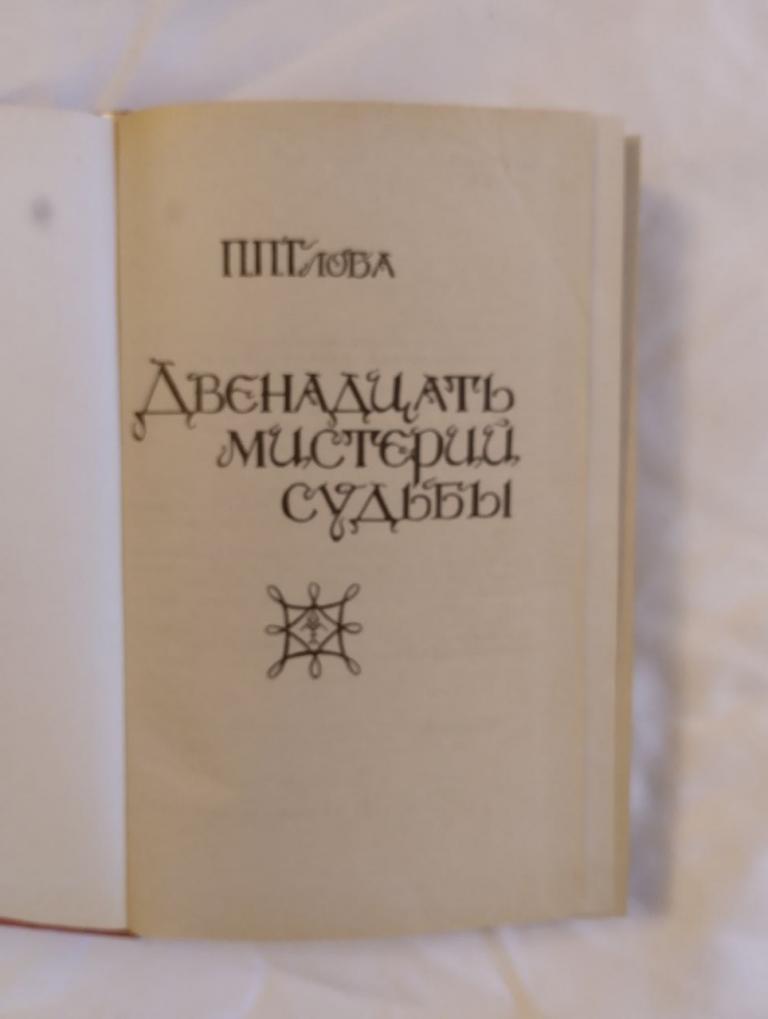 П.П.Глоба
Двенадцать
мистерий
судьбы